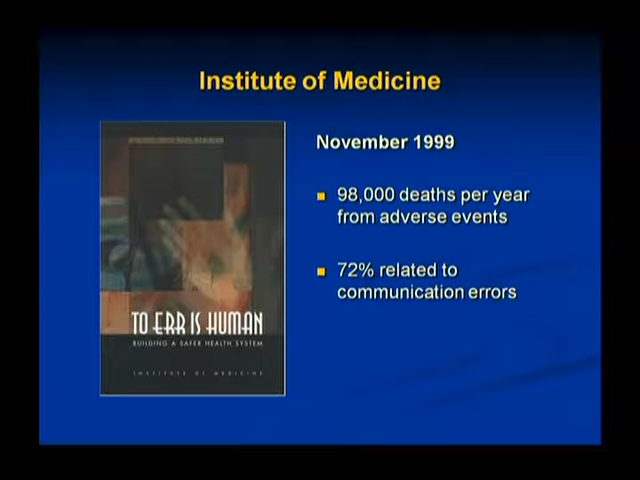 Institute of Medicine
November 1999
98,000 deaths per year
from adverse events
72% related to
communication errors
TO ERR IS HUMAN
BUILDING A SAFER HEALTH SYSTEM
INSTITUTE OF MEDICINE